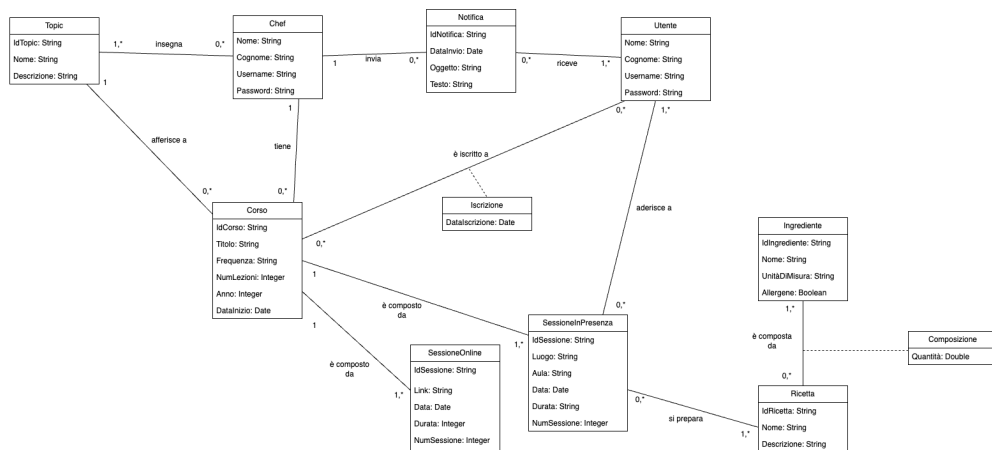 Topic
IdTopic: String
Nome: String
Descrizione: String
1,*
insegna
0,*
Chef
Nome: String
Cognome: String
Username: String
Password: String
1
invia
0,*
Notifica
IdNotifica: String
DataInvio: Date
Oggetto: String
Testo: String
0,*
riceve
1,*
Utente
Nome: String
Cognome: String
Username: String
Password: String
1
afferisce a
0,*
1
tiene
0,*
0,*
è iscritto a
0,*
Iscrizione
DataIscrizione: Date
1,*
aderisce a
0,*
Corso
IdCorso: String
Titolo: String
Frequenza: String
NumLezioni: Integer
Anno: Integer
DataInizio: Date
1
è composto
da
1,*
1
è composto
da
1,*
SessioneOnline
IdSessione: String
Link: String
Data: Date
Durata: Integer
NumSessione: Integer
SessioneInPresenza
IdSessione: String
Luogo: String
Aula: String
Data: Date
Durata: String
NumSessione: Integer
0,*
si prepara
1,*
Ingrediente
IdIngrediente: String
Nome: String
UnitàDiMisura: String
Allergene: Boolean
1,*
è composta
da
0,*
Composizione
Quantità: Double
Ricetta
IdRicetta: String
Nome: String
Descrizione: String